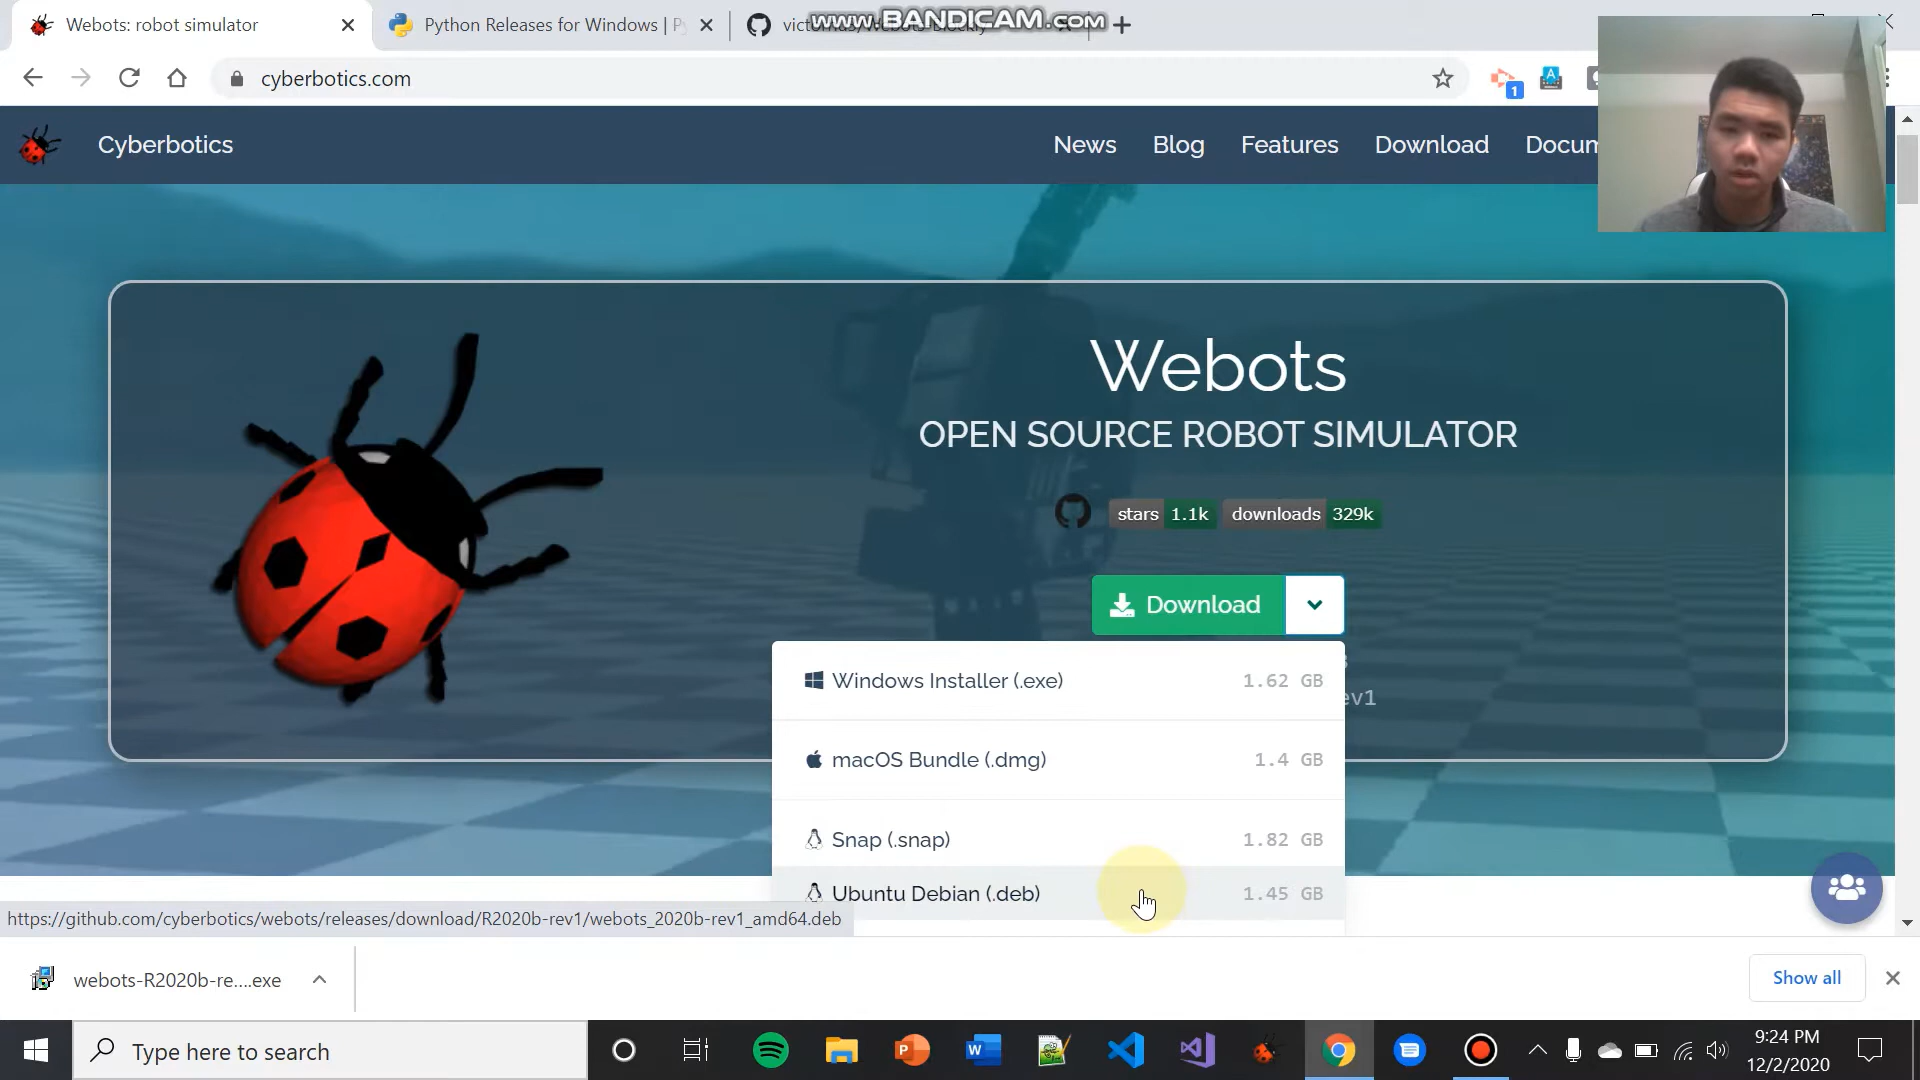 Webots: robot simulator
Python Releases for Windows |
www.BANDICAM.com
cyberbotics.com
1
A
Cyberbotics
News
Blog
Features
Download
Docum
Webots
OPEN SOURCE ROBOT SIMULATOR
stars 1.1k
downloads 329k
Download
Windows Installer (.exe) 1.62 GB
ev1
macOS Bundle (.dmg) 1.4 GB
Snap (.snap) 1.82 GB
Ubuntu Debian (.deb) 1.45 GB
https://github.com/cyberbotics/webots/releases/download/R2020b-rev1/webots_2020b-rev1_amd64.deb
webots-R2020b-re....exe
Show all
Type here to search
P
W
9:24 PM
12/2/2020